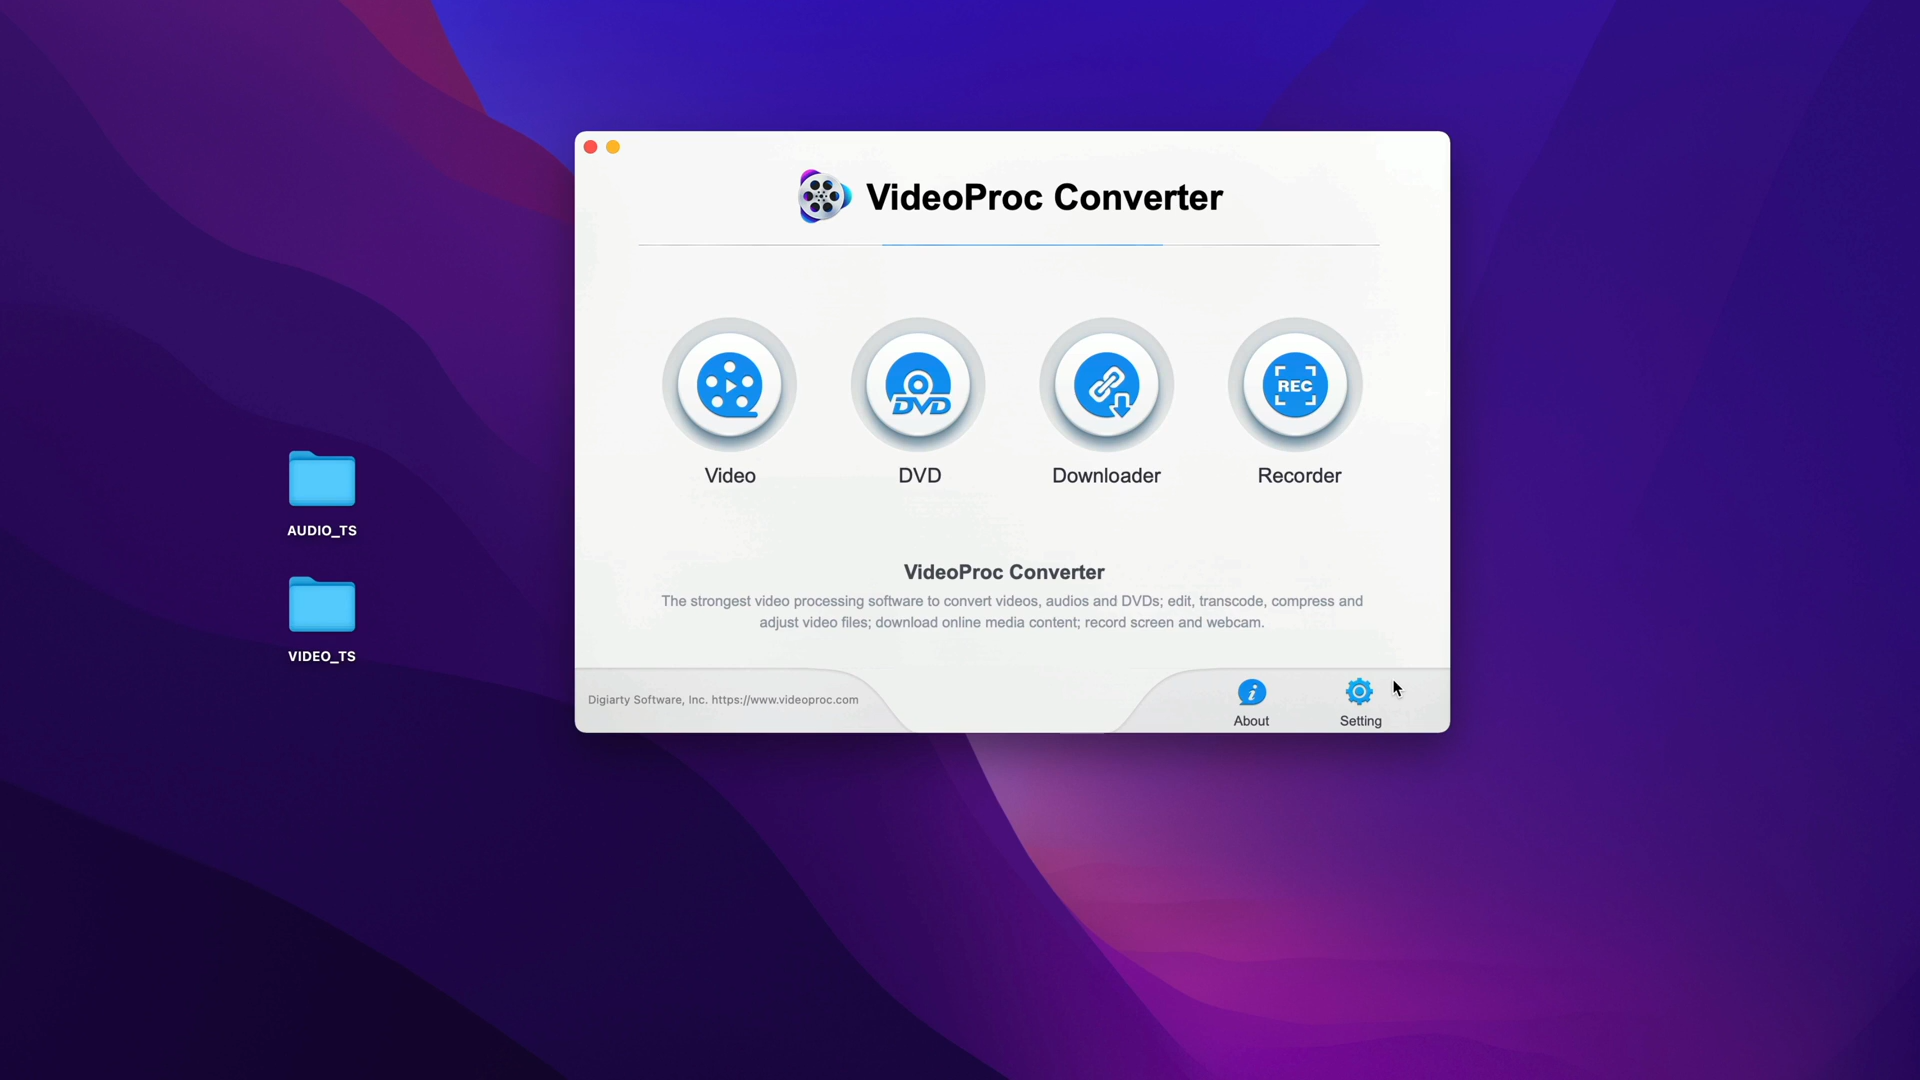 VideoProc Converter
REC
DVD
Video
DVD
Downloader
Recorder
AUDIO_TS
VIDEO_TS
VideoProc Converter
The strongest video processing software to convert videos, audios and DVDs; edit, transcode, compress and
adjust video files; download online media content; record screen and webcam.
Digiarty Software, Inc. https://www.videoproc.com
i
About
Setting